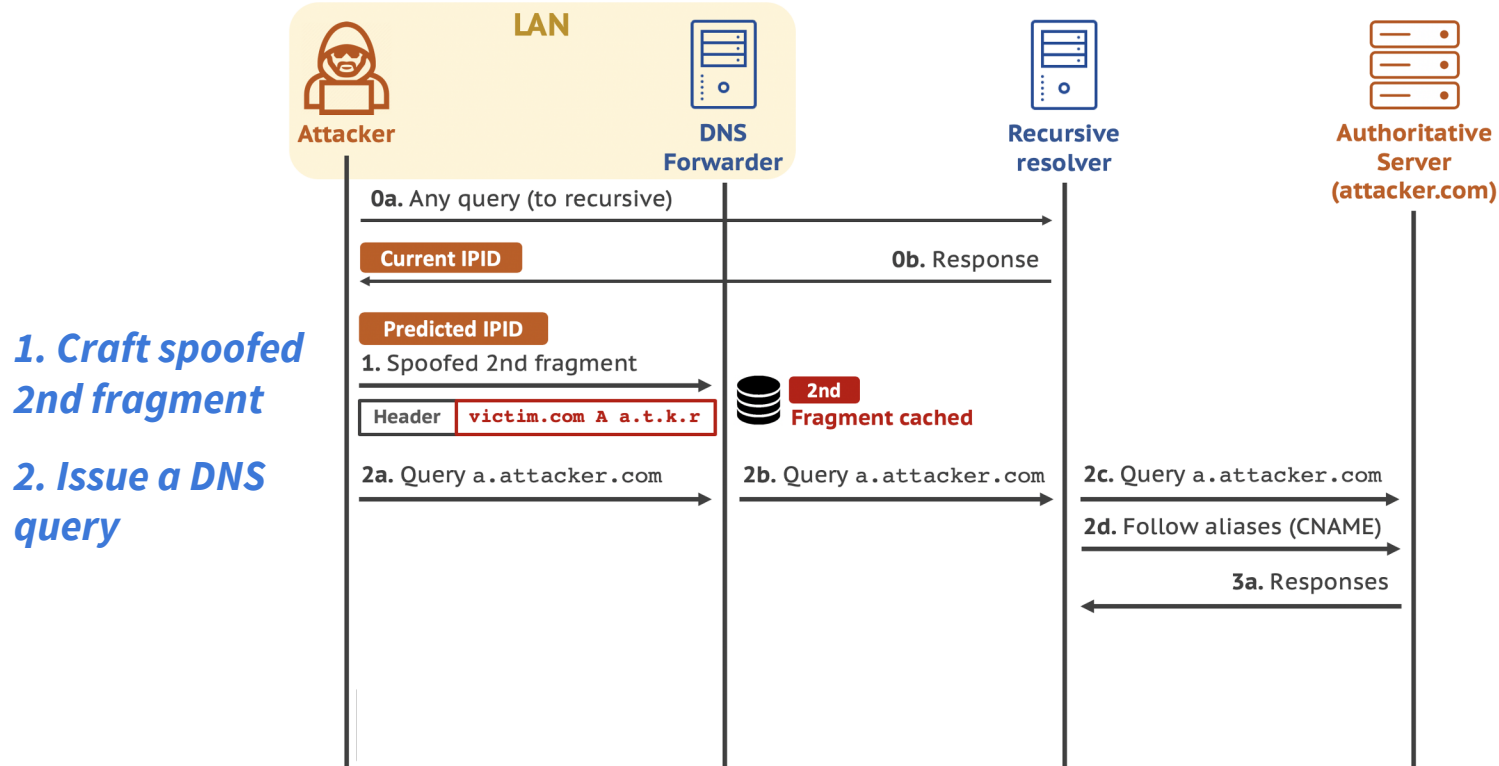 LAN
Attacker
DNS
Forwarder
Recursive
resolver
Authoritative
Server
(attacker.com)
0a. Any query (to recursive)
Current IPID
0b. Response
Predicted IPID
1. Craft spoofed
2nd fragment
1. Spoofed 2nd fragment
Header
victim.com A a.t.k.r
2nd
Fragment cached
2. Issue a DNS
query
2a. Query a.attacker.com
2b. Query a.attacker.com
2c. Query a.attacker.com
2d. Follow aliases (CNAME)
3a. Responses